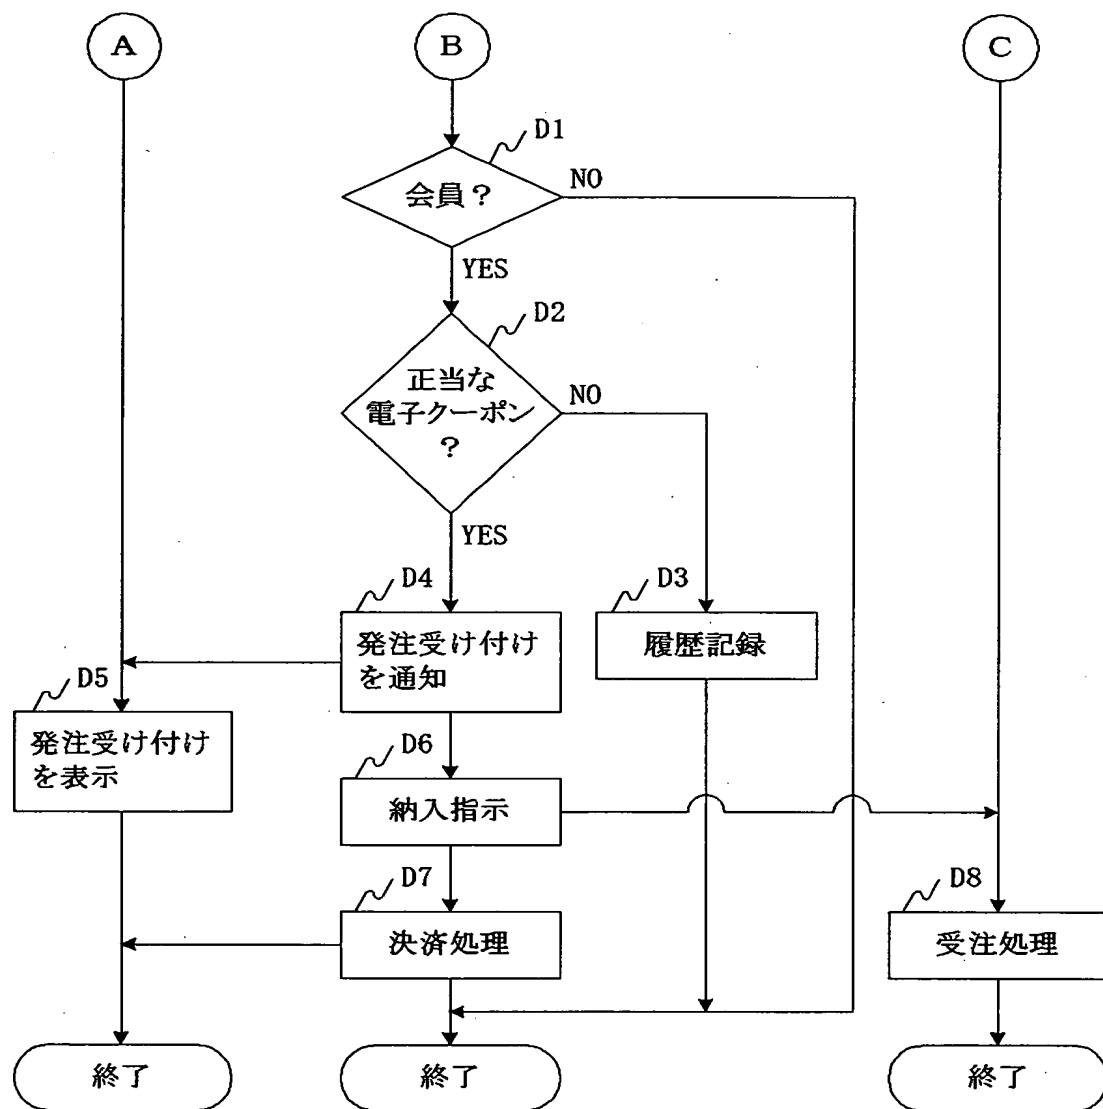 A
B
C
D1
会員?
NO
YES
D2
正当な
電子クーポン
?
NO
YES
D4
D3
発注受け付け
を通知
履歴記録
D5
発注受け付け
を表示
D6
納入指示
D7
決済処理
D8
受注処理
終了
終了
終了